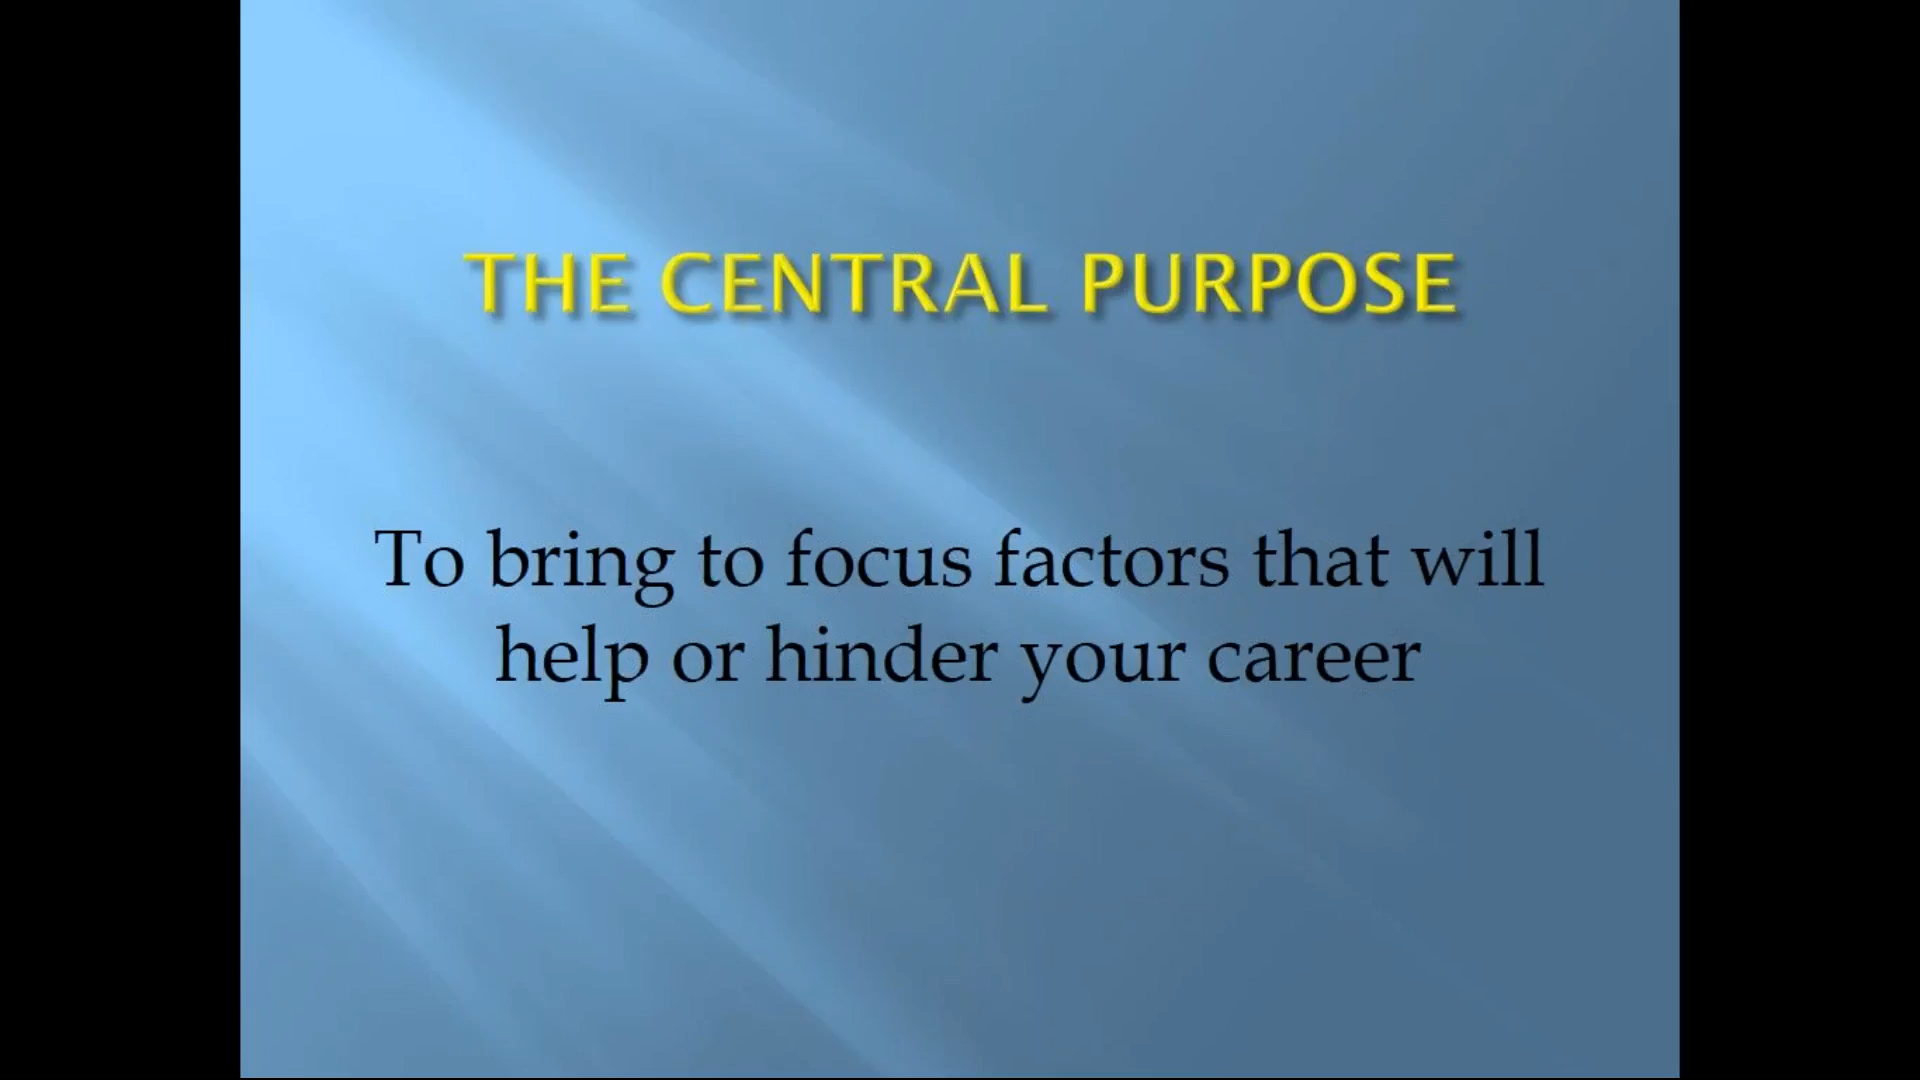 THE CENTRAL PURPOSE
To bring to focus factors that will
help or hinder your career